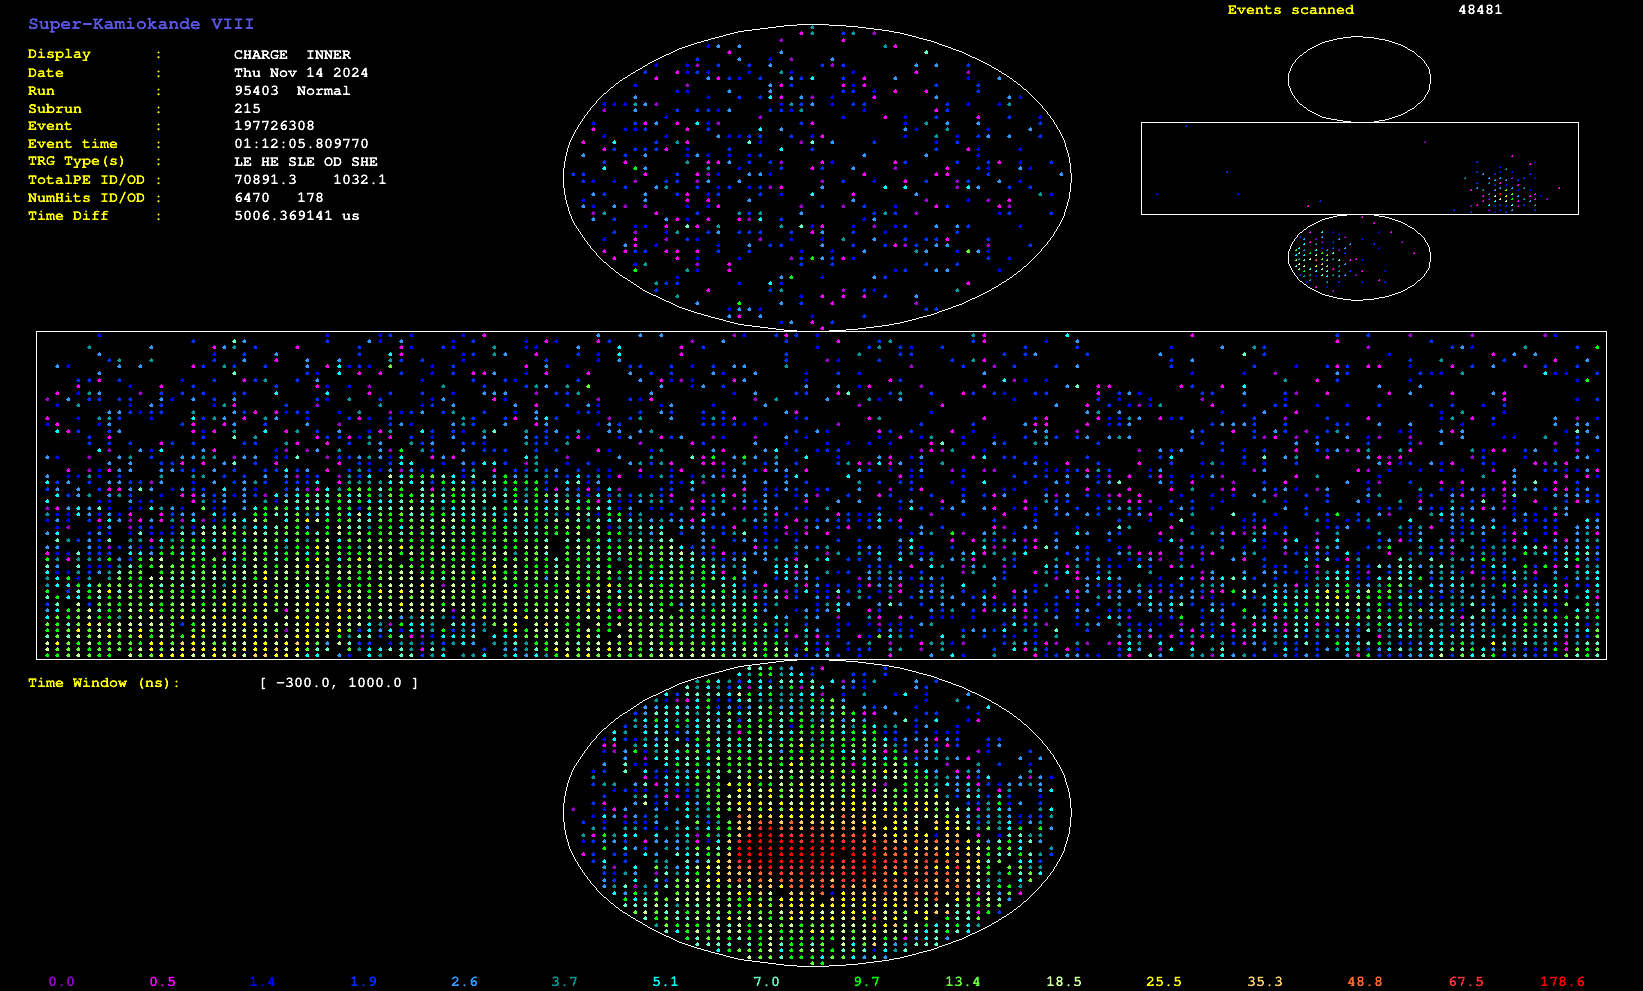 Super-Kamiokande VIII
Events scanned 48481
Display : CHARGE INNER
Date : Thu Nov 14 2024
Run : 95403 Normal
Subrun : 215
Event : 197726308
Event time : 01:12:05.809770
TRG Type(s) : LE HE SLE OD SHE
TotalPE ID/OD : 70891.3 1032.1
NumHits ID/OD : 6470 178
Time Diff : 5006.369141 us
Time Window (ns): [ -300.0, 1000.0 ]
0.0 0.5 1.4 1.9 2.6 3.7 5.1 7.0 9.7 13.4 18.5 25.5 35.3 48.8 67.5 178.6